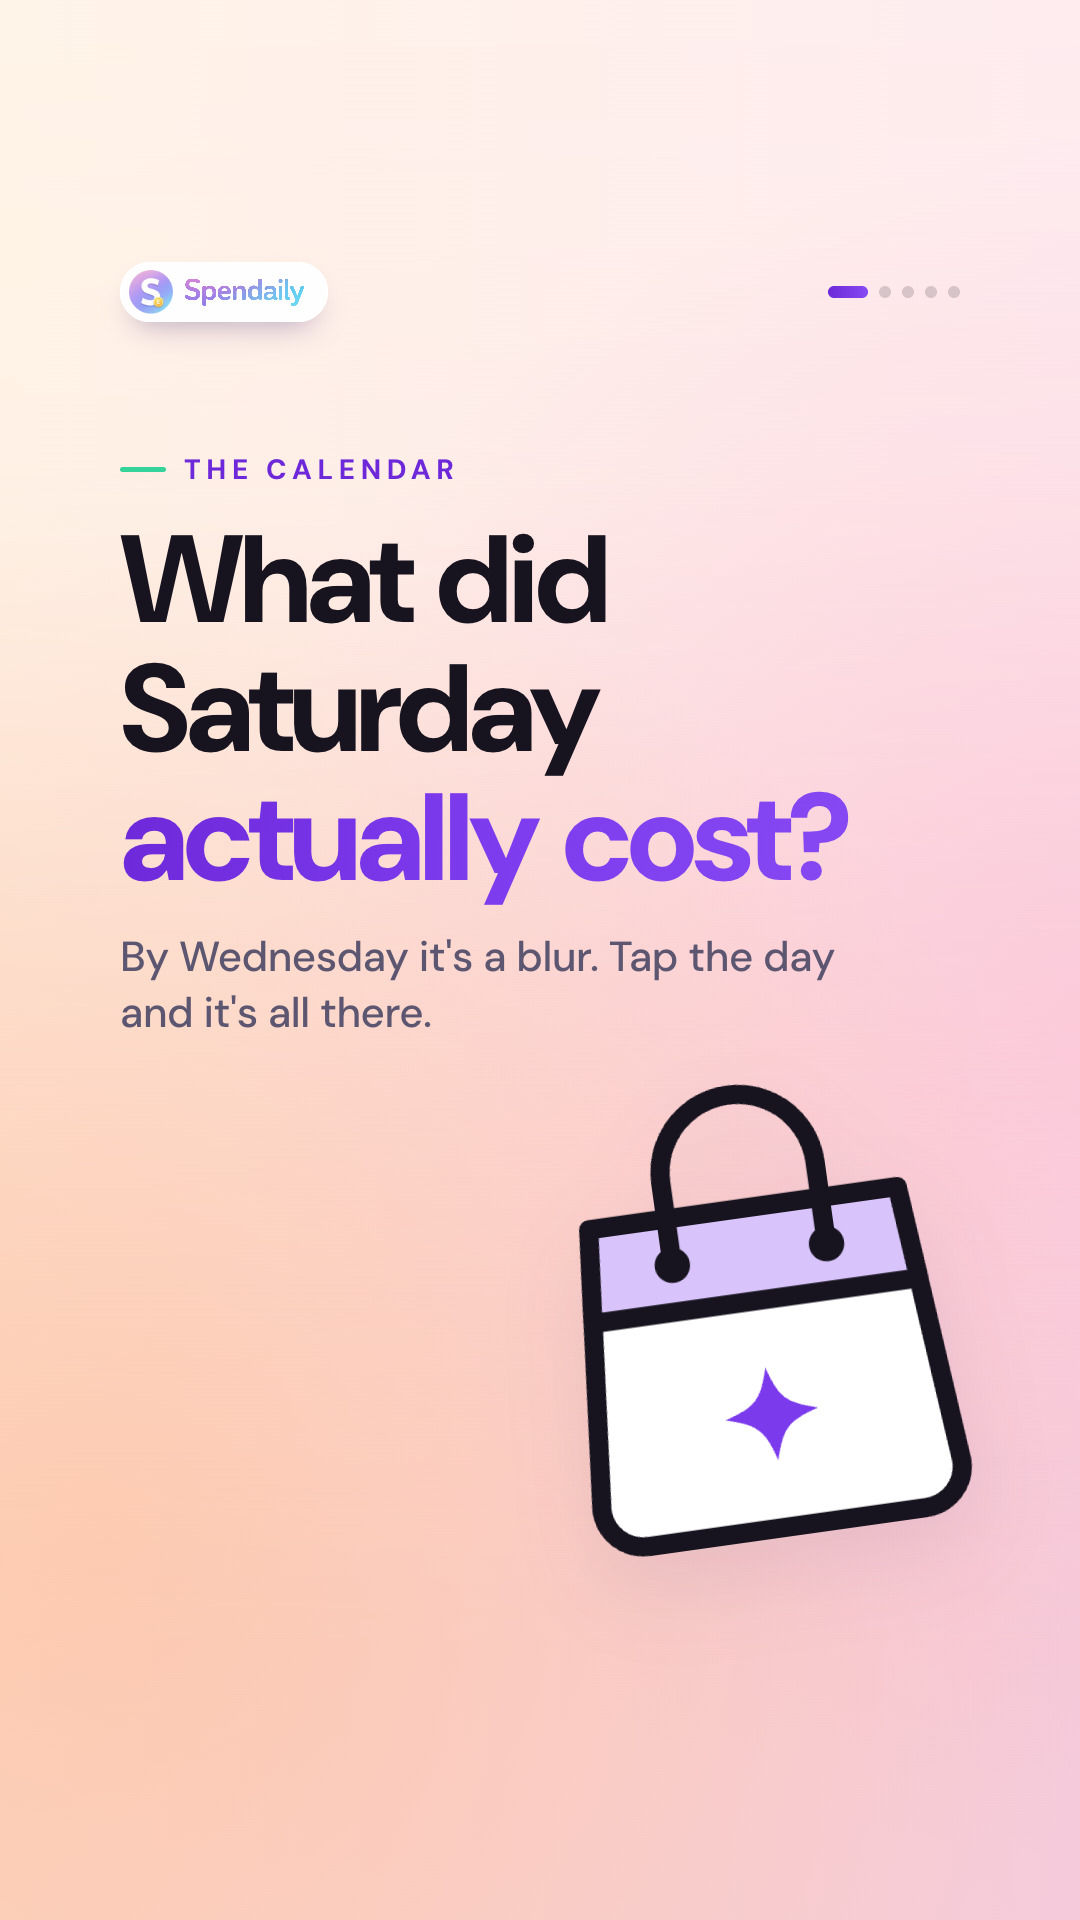 Spendaily
THE CALENDAR
What did
Saturday
actually cost?
By Wednesday it's a blur. Tap the day
and it's all there.